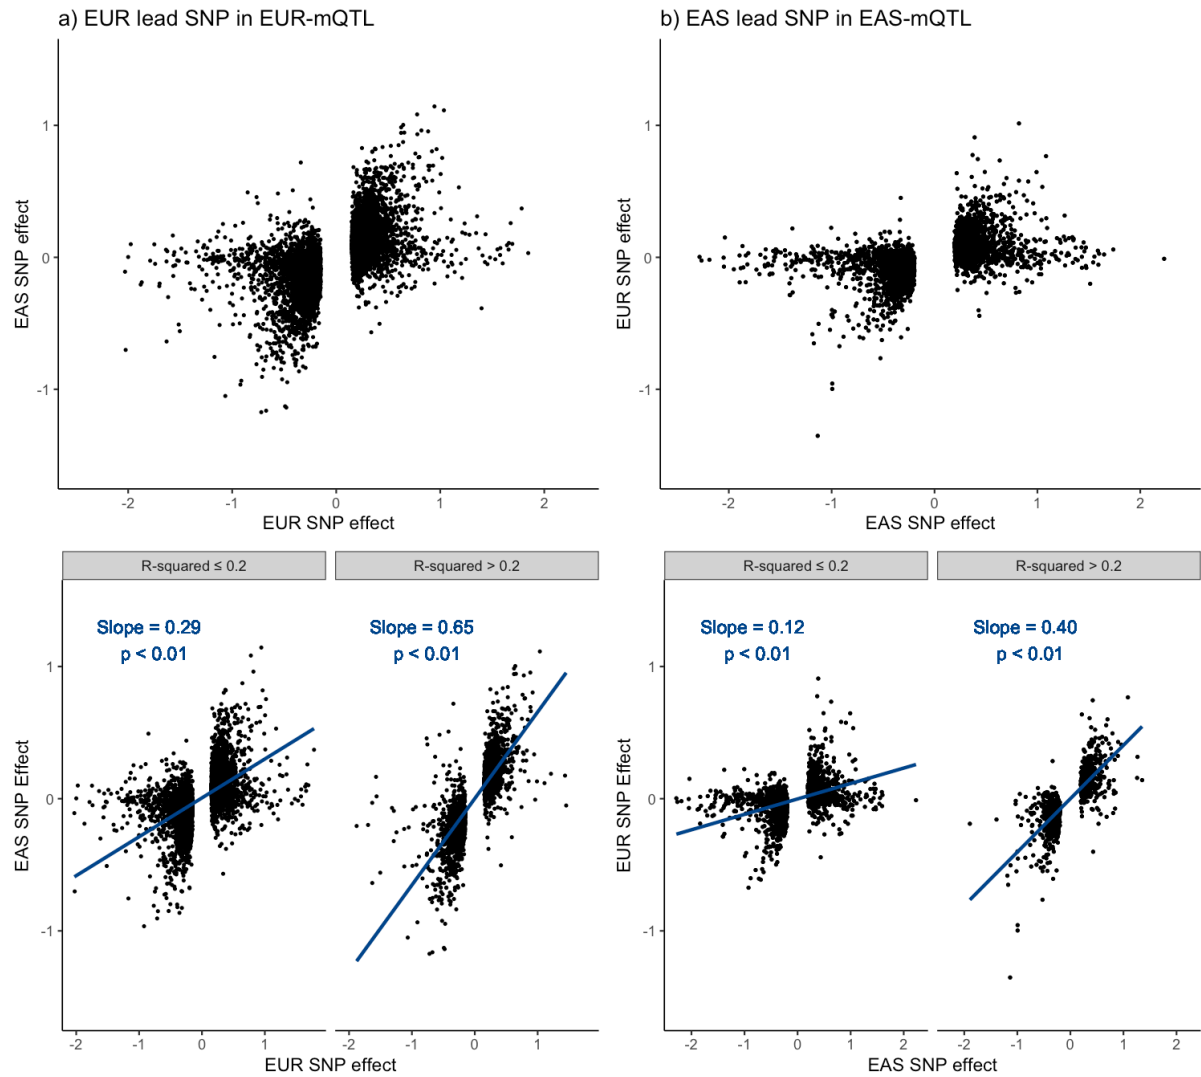 a) EUR lead SNP in EUR-mQTL
1
0
-1
EAS SNP effect
-2
-1
0
1
2
EUR SNP effect
b) EAS lead SNP in EAS-mQTL
1
0
-1
EUR SNP effect
-2
-1
0
1
2
EAS SNP effect
R-squared ≤ 0.2
R-squared > 0.2
Slope = 0.29
p < 0.01
Slope = 0.65
p < 0.01
1
0
-1
EAS SNP Effect
-2
-1
0
1
-2
-1
0
1
EUR SNP effect
R-squared ≤ 0.2
R-squared > 0.2
Slope = 0.12
p < 0.01
Slope = 0.40
p < 0.01
1
0
-1
EUR SNP Effect
-2
-1
0
1
2
-2
-1
0
1
2
EAS SNP effect